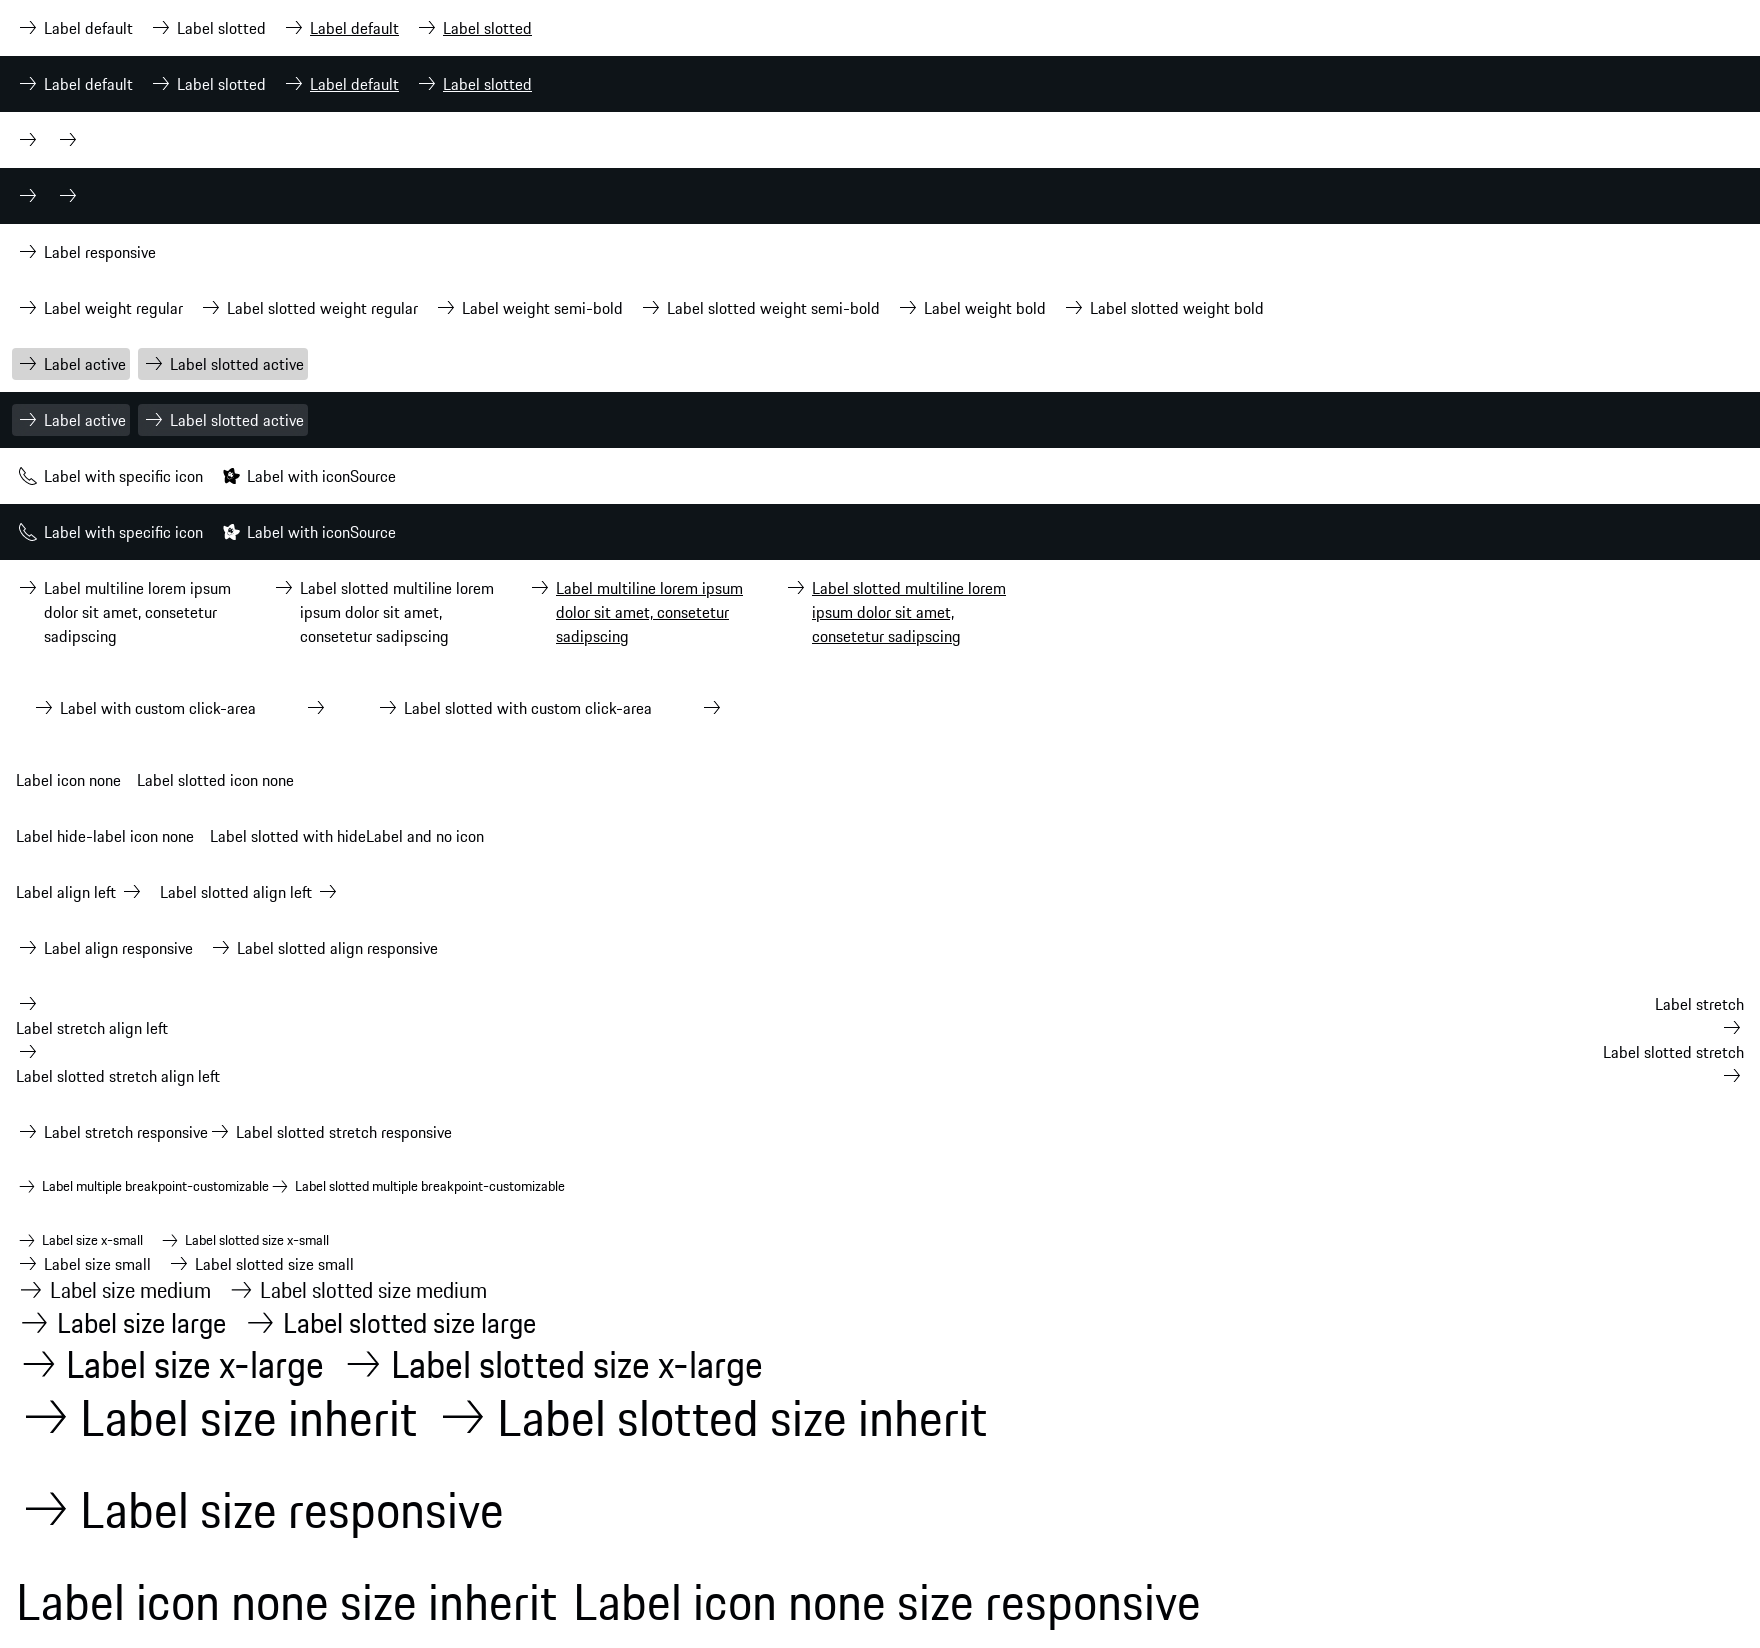 Label default Label slotted Label default Label slotted
Label default Label slotted Label default Label slotted
Label responsive
Label weight regular Label slotted weight regular Label weight semi-bold Label slotted weight semi-bold Label weight bold Label slotted weight bold
Label active Label slotted active
Label active Label slotted active
Label with specific icon Label with iconSource
Label with specific icon Label with iconSource
Label multiline lorem ipsum
dolor sit amet, consetetur
sadipscing
Label slotted multiline lorem
ipsum dolor sit amet,
consetetur sadipscing
Label multiline lorem ipsum
dolor sit amet, consetetur
sadipscing
Label slotted multiline lorem
ipsum dolor sit amet,
consetetur sadipscing
Label with custom click-area Label slotted with custom click-area
Label icon none Label slotted icon none
Label hide-label icon none Label slotted with hideLabel and no icon
Label align left Label slotted align left
Label align responsive Label slotted align responsive
Label stretch
Label stretch align left
Label slotted stretch
Label slotted stretch align left
Label stretch responsive Label slotted stretch responsive
Label multiple breakpoint-customizable Label slotted multiple breakpoint-customizable
Label size x-small Label slotted size x-small
Label size small Label slotted size small
Label size medium Label slotted size medium
Label size large Label slotted size large
Label size x-large Label slotted size x-large
Label size inherit Label slotted size inherit
Label size responsive
Label icon none size inherit Label icon none size responsive